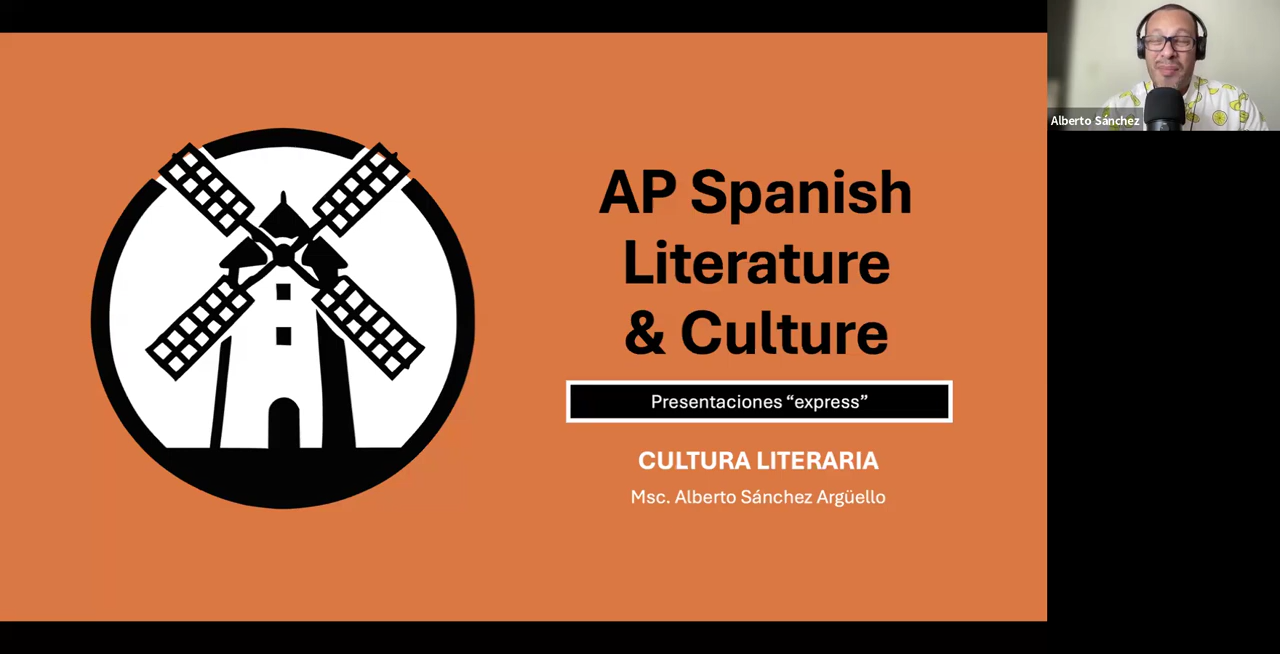 AP Spanish
Literature
& Culture
Presentaciones “express”
CULTURA LITERARIA
Msc. Alberto Sánchez Argüello
Alberto Sánchez